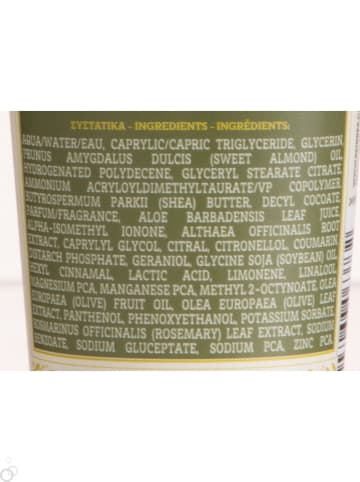 ΣΥΣΤΑΤΙΚΑ - INGREDIENTS - INGRÉDIENTS:
AQUA/WATER/EAU, CAPRYLIC/CAPRIC TRIGLYCERIDE, GLYCERIN,
PRUNUS AMYGDALUS DULCIS (SWEET ALMOND) OIL,
HYDROGENATED POLYDECENE, GLYCERYL STEARATE CITRATE,
AMMONIUM ACRYLOYLDIMETHYLTAURATE/VP COPOLYMER,
BUTYROSPERMUM PARKII (SHEA) BUTTER, DECYL COCOATE,
PARFUM/FRAGRANCE, ALOE BARBADENSIS LEAF JUICE,
ALPHA-ISOMETHYL IONONE, ALTHAEA OFFICINALIS ROOT
EXTRACT, CAPRYLYL GLYCOL, CITRAL, CITRONELLOL, COUMARIN,
DISTARCH PHOSPHATE, GERANIOL, GLYCINE SOJA (SOYBEAN) OIL,
HEXYL CINNAMAL, LACTIC ACID, LIMONENE, LINALOOL,
MAGNESIUM PCA, MANGANESE PCA, METHYL 2-OCTYNOATE, OLEA
EUROPAEA (OLIVE) FRUIT OIL, OLEA EUROPAEA (OLIVE) LEAF
EXTRACT, PANTHENOL, PHENOXYETHANOL, POTASSIUM SORBATE,
ROSMARINUS OFFICINALIS (ROSEMARY) LEAF EXTRACT, SODIUM
BENZOATE, SODIUM GLUCEPTATE, SODIUM PCA, ZINC PCA.